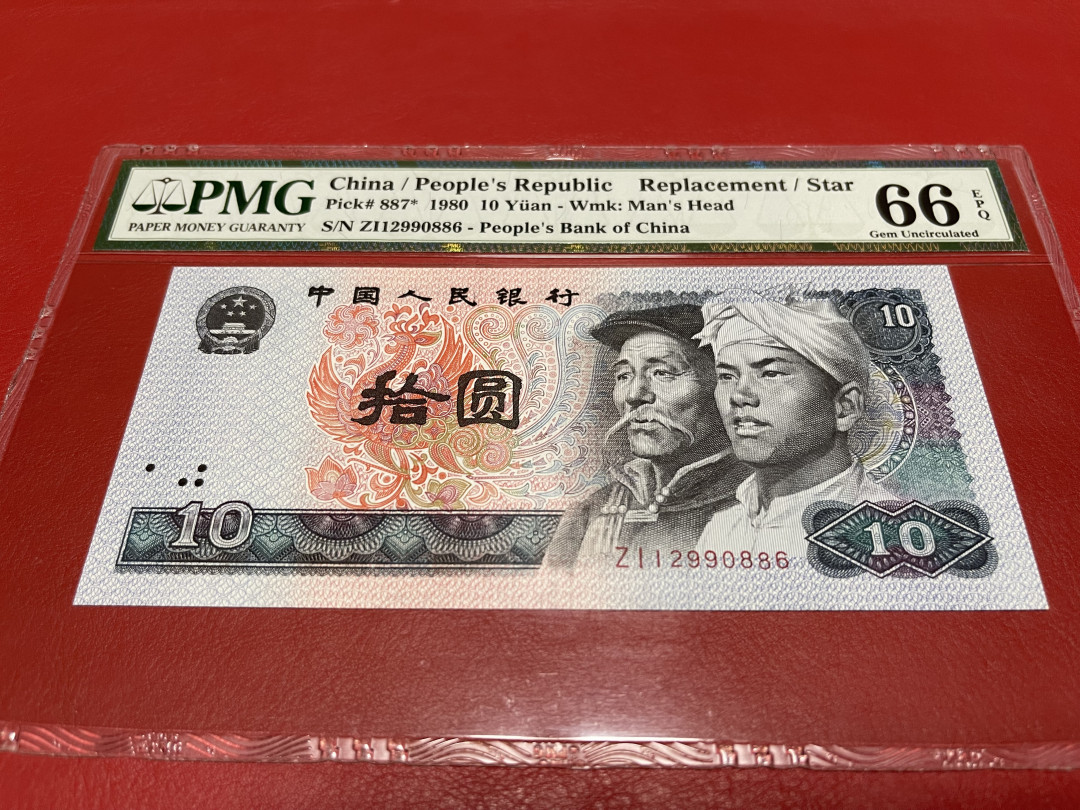 PMG
PAPER MONEY GUARANTY
China / People's Republic Replacement / Star
Pick# 887* 1980 10 Yüan - Wmk: Man's Head
S/N ZI12990886 - People's Bank of China
66 EPQ
Gem Uncirculated
中国人民银行
10
拾圆
10
ZI12990886
10